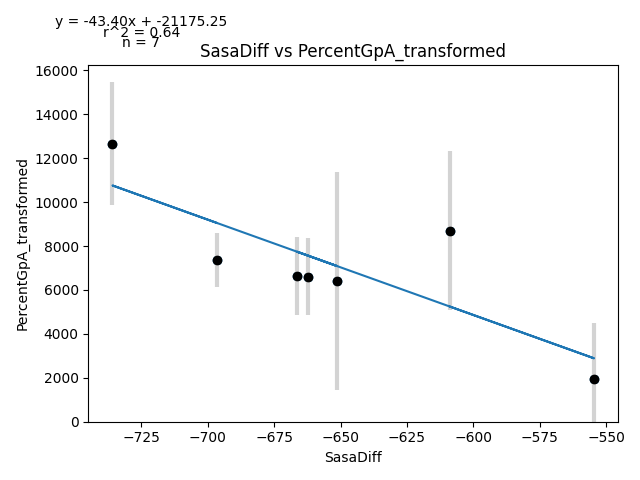 y = -43.40x + -21175.25
r^2 = 0.64
n = 7
SasaDiff vs PercentGpA_transformed
16000
14000
12000
10000
8000
6000
4000
2000
0
PercentGpA_transformed
−725 −700 −675 −650 −625 −600 −575 −550
SasaDiff